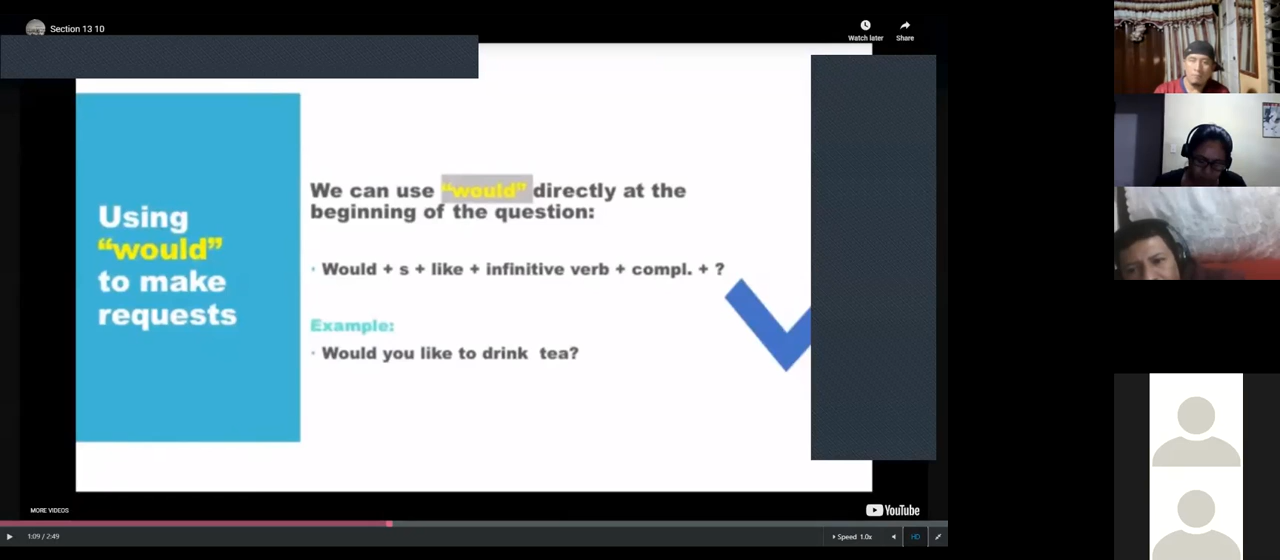 Section 13 10
Watch later
Share
Using
“would”
to make
requests
We can use “would” directly at the
beginning of the question:
· Would + s + like + infinitive verb + compl. + ?
Example:
· Would you like to drink tea?
MORE VIDEOS
YouTube
1:09 / 2:49
Speed 1.0x
HD